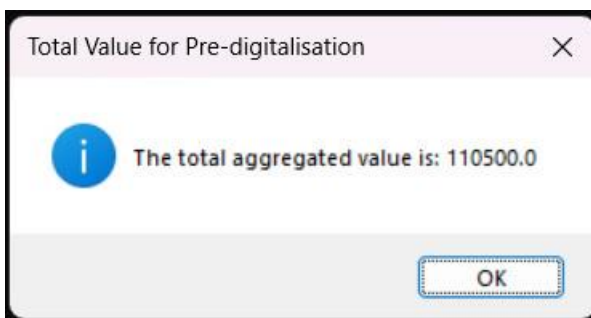 Total Value for Pre-digitalisation
The total aggregated value is: 110500.0
OK